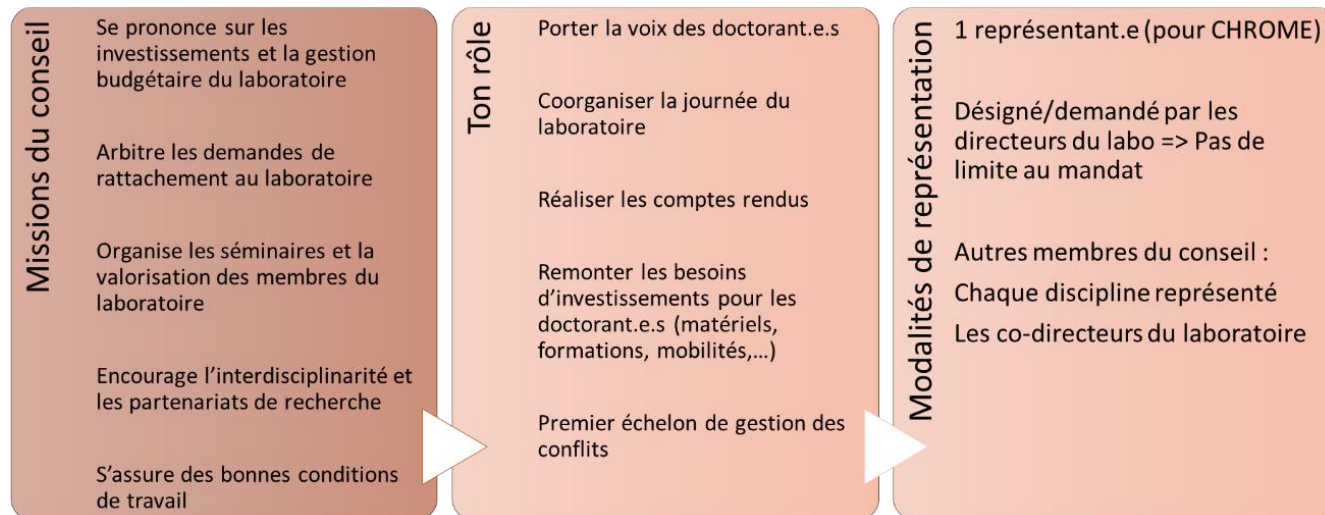 Missions du conseil
Se prononce sur les
investissements et la gestion
budgétaire du laboratoire
Arbitre les demandes de
rattachement au laboratoire
Organise les séminaires et la
valorisation des membres du
laboratoire
Encourage l'interdisciplinarité et
les partenariats de recherche
S'assure des bonnes conditions
de travail
Ton rôle
Porter la voix des doctorant.e.s
Coorganiser la journée du
laboratoire
Réaliser les comptes rendus
Remonter les besoins
d'investissements pour les
doctorant.e.s (matériels,
formations, mobilités,...)
Premier échelon de gestion des
conflits
Modalités de représentation
1 représentant.e (pour CHROME)
Désigné/demandé par les
directeurs du labo => Pas de
limite au mandat
Autres membres du conseil :
Chaque discipline représenté
Les co-directeurs du laboratoire